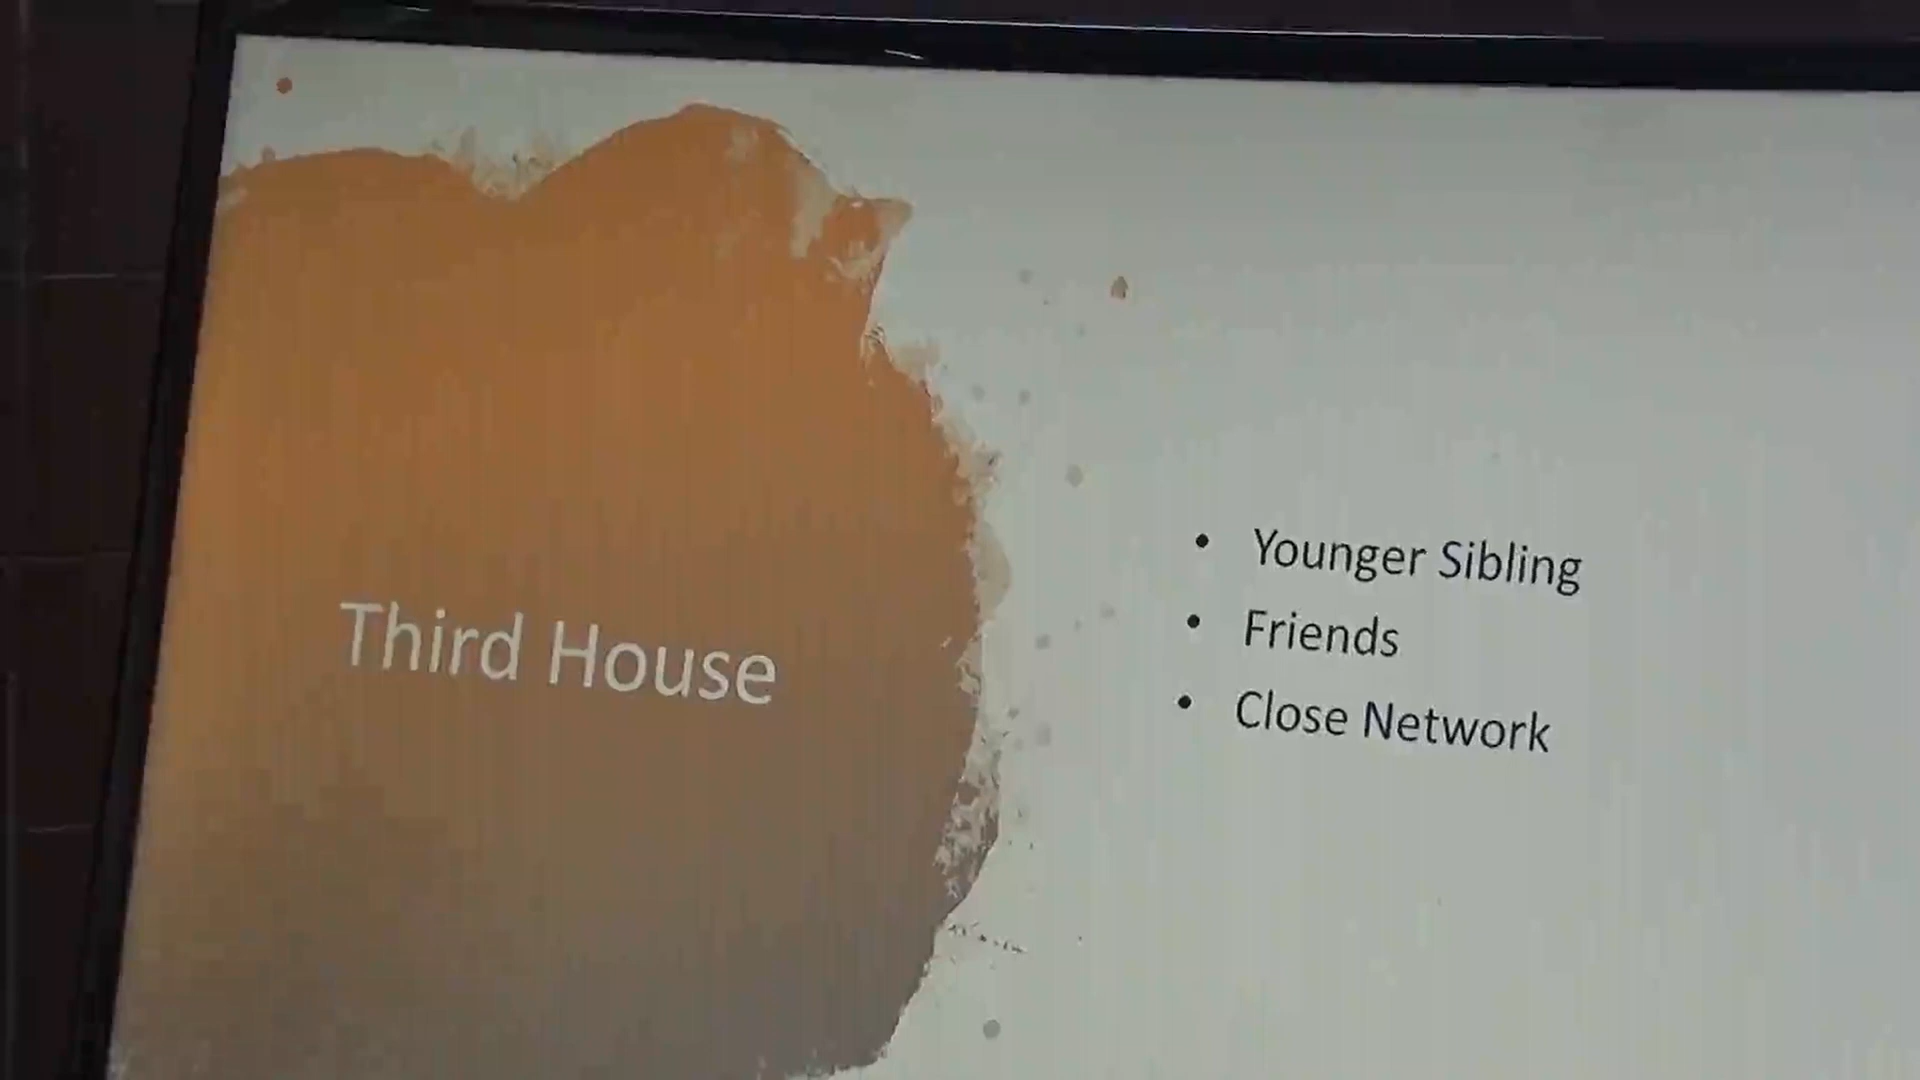 Third House
• Younger Sibling
• Friends
• Close Network